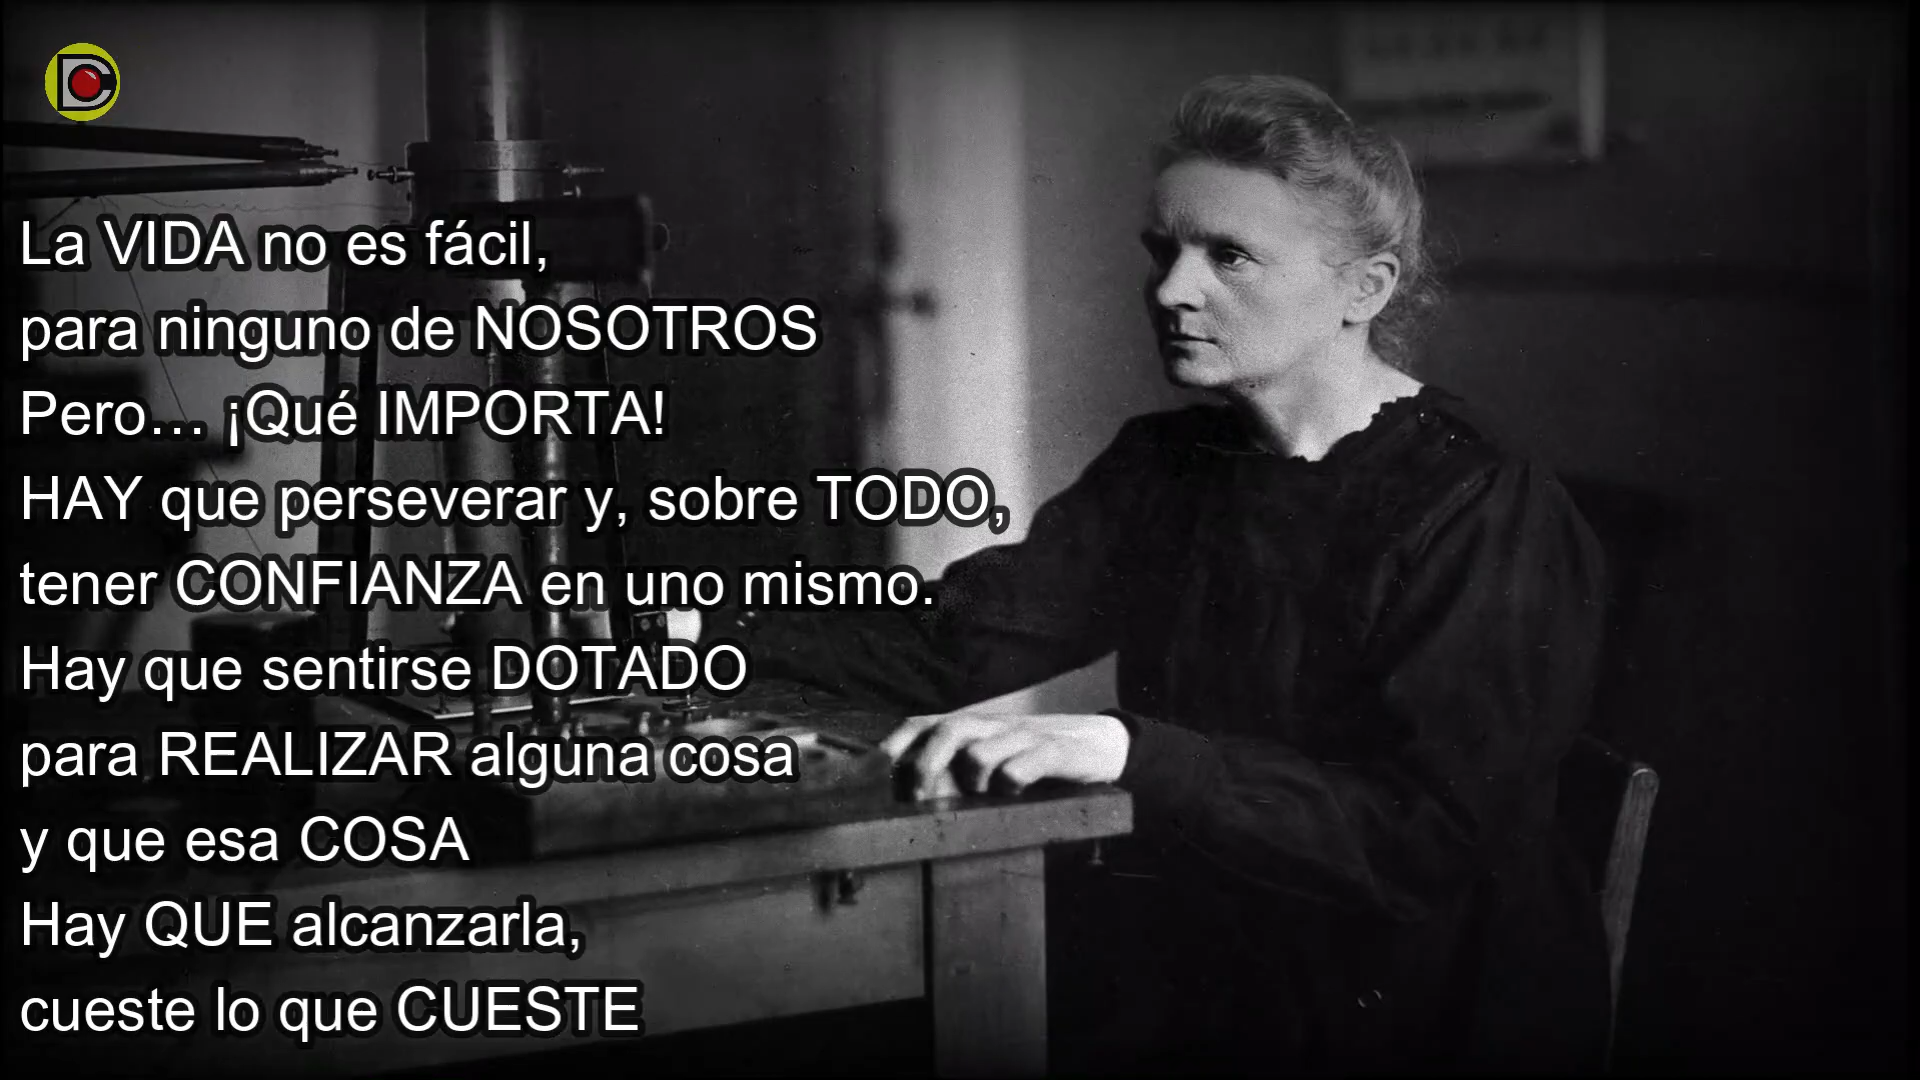 La VIDA no es fácil,
para ninguno de NOSOTROS
Pero... ¡Qué IMPORTA!
HAY que perseverar y, sobre TODO,
tener CONFIANZA en uno mismo.
Hay que sentirse DOTADO
para REALIZAR alguna cosa
y que esa COSA
Hay QUE alcanzarla,
cueste lo que CUESTE